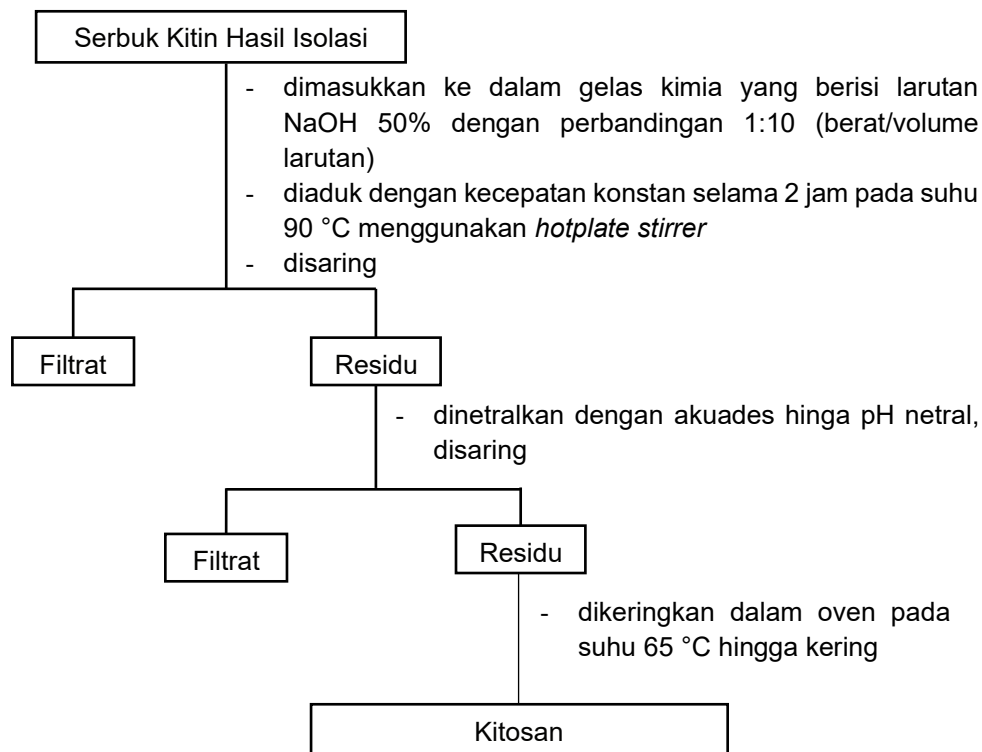 Serbuk Kitin Hasil Isolasi
- dimasukkan ke dalam gelas kimia yang berisi larutan
NaOH 50% dengan perbandingan 1:10 (berat/volume
larutan)
- diaduk dengan kecepatan konstan selama 2 jam pada suhu
90 °C menggunakan hotplate stirrer
- disaring
Filtrat
Residu
- dinetralkan dengan akuades hinga pH netral,
disaring
Filtrat
Residu
- dikeringkan dalam oven pada
suhu 65 °C hingga kering
Kitosan